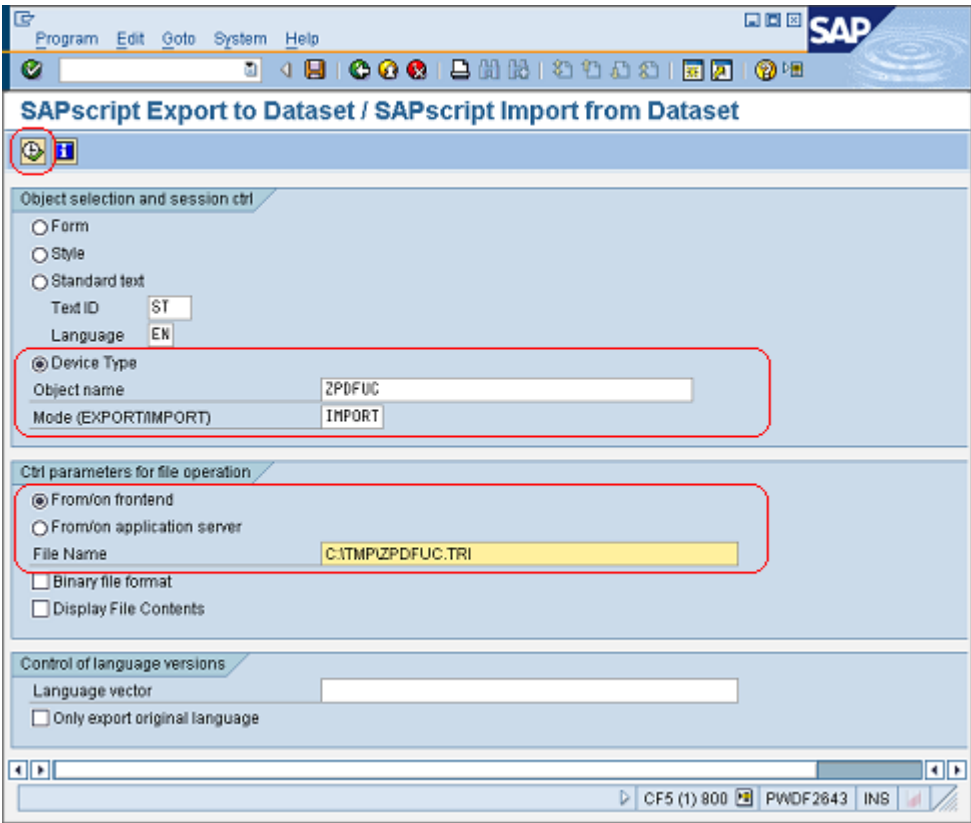 Program Edit Goto System Help
SAP
SAPscript Export to Dataset / SAPscript Import from Dataset
Object selection and session ctrl
Form
Style
Standard text
Text ID ST
Language EN
Device Type
Object name ZPDFUC
Mode (EXPORT/IMPORT) IMPORT
Ctrl parameters for file operation
From/on frontend
From/on application server
File Name C:\TMP\ZPDFUC.TRI
Binary file format
Display File Contents
Control of language versions
Language vector
Only export original language
CF5 (1) 800 PWDF2643 INS